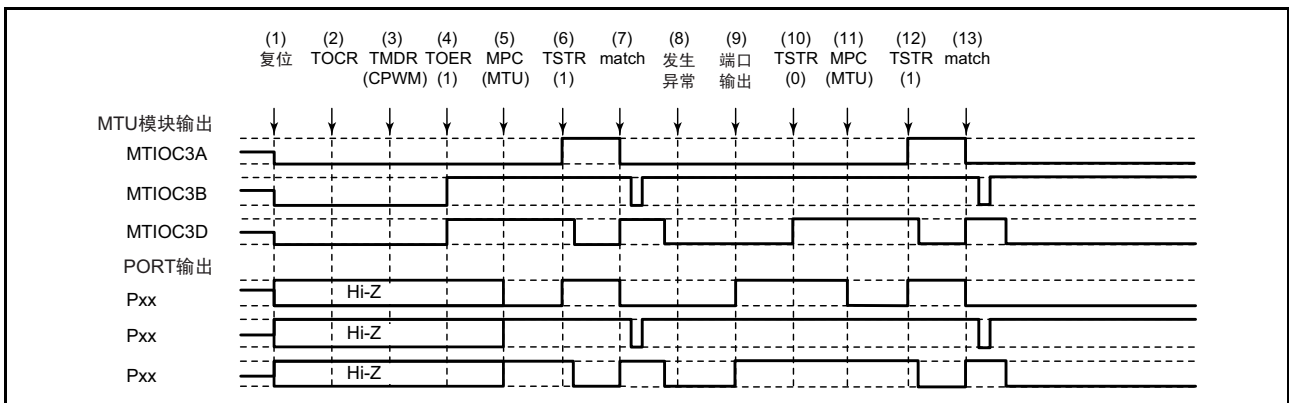 (1) (2) (3) (4) (5) (6) (7) (8) (9) (10) (11) (12) (13)
复位 TOCR TMDR TOER MPC TSTR match 发生 端口 TSTR MPC TSTR match
(CPWM) (1) (MTU) (1) 异常 输出 (0) (MTU) (1)
MTU模块输出
MTIOC3A
MTIOC3B
MTIOC3D
PORT输出
Pxx Hi-Z
Pxx Hi-Z
Pxx Hi-Z